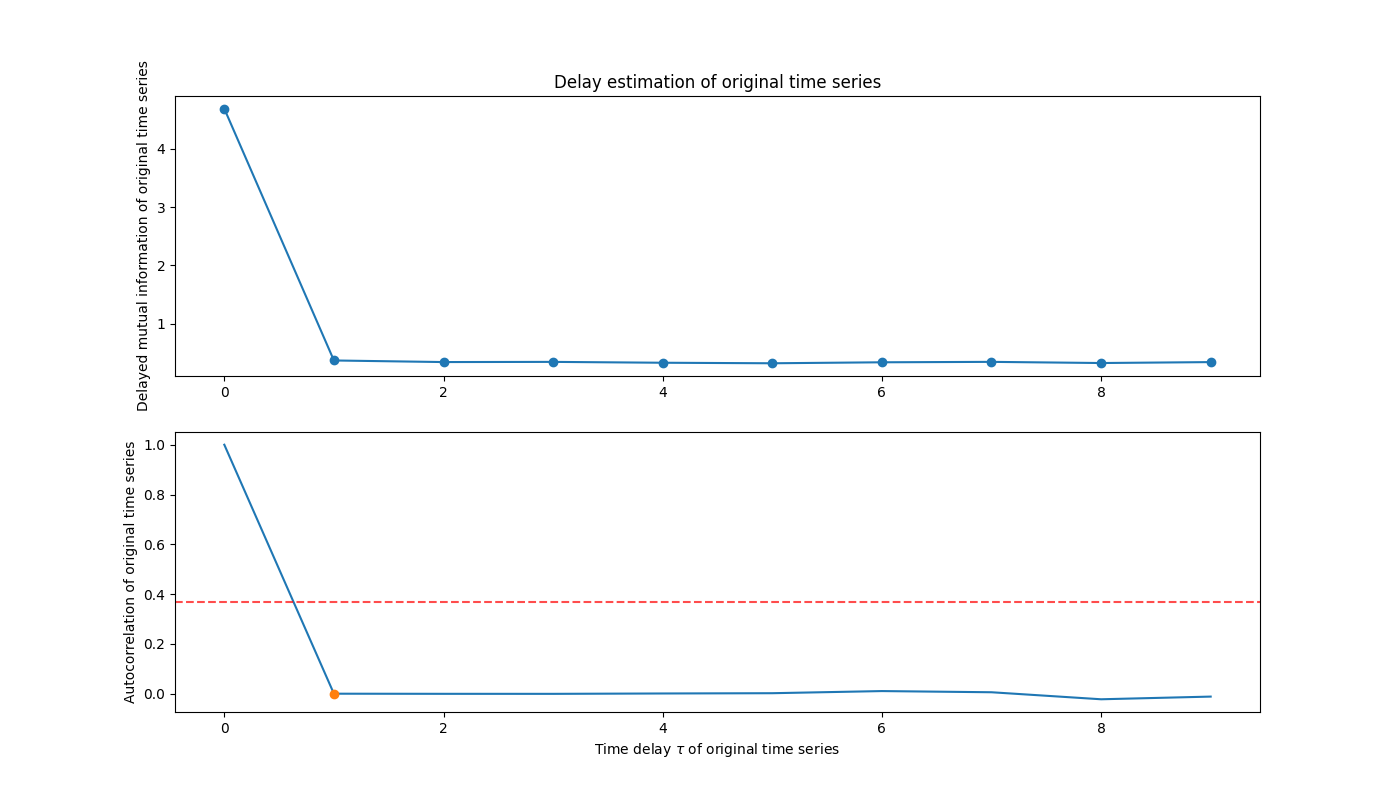 Delay estimation of original time series
Delayed mutual information of original time series
4
3
2
1
0 2 4 6 8
Autocorrelation of original time series
1.0
0.8
0.6
0.4
0.2
0.0
0 2 4 6 8
Time delay τ of original time series